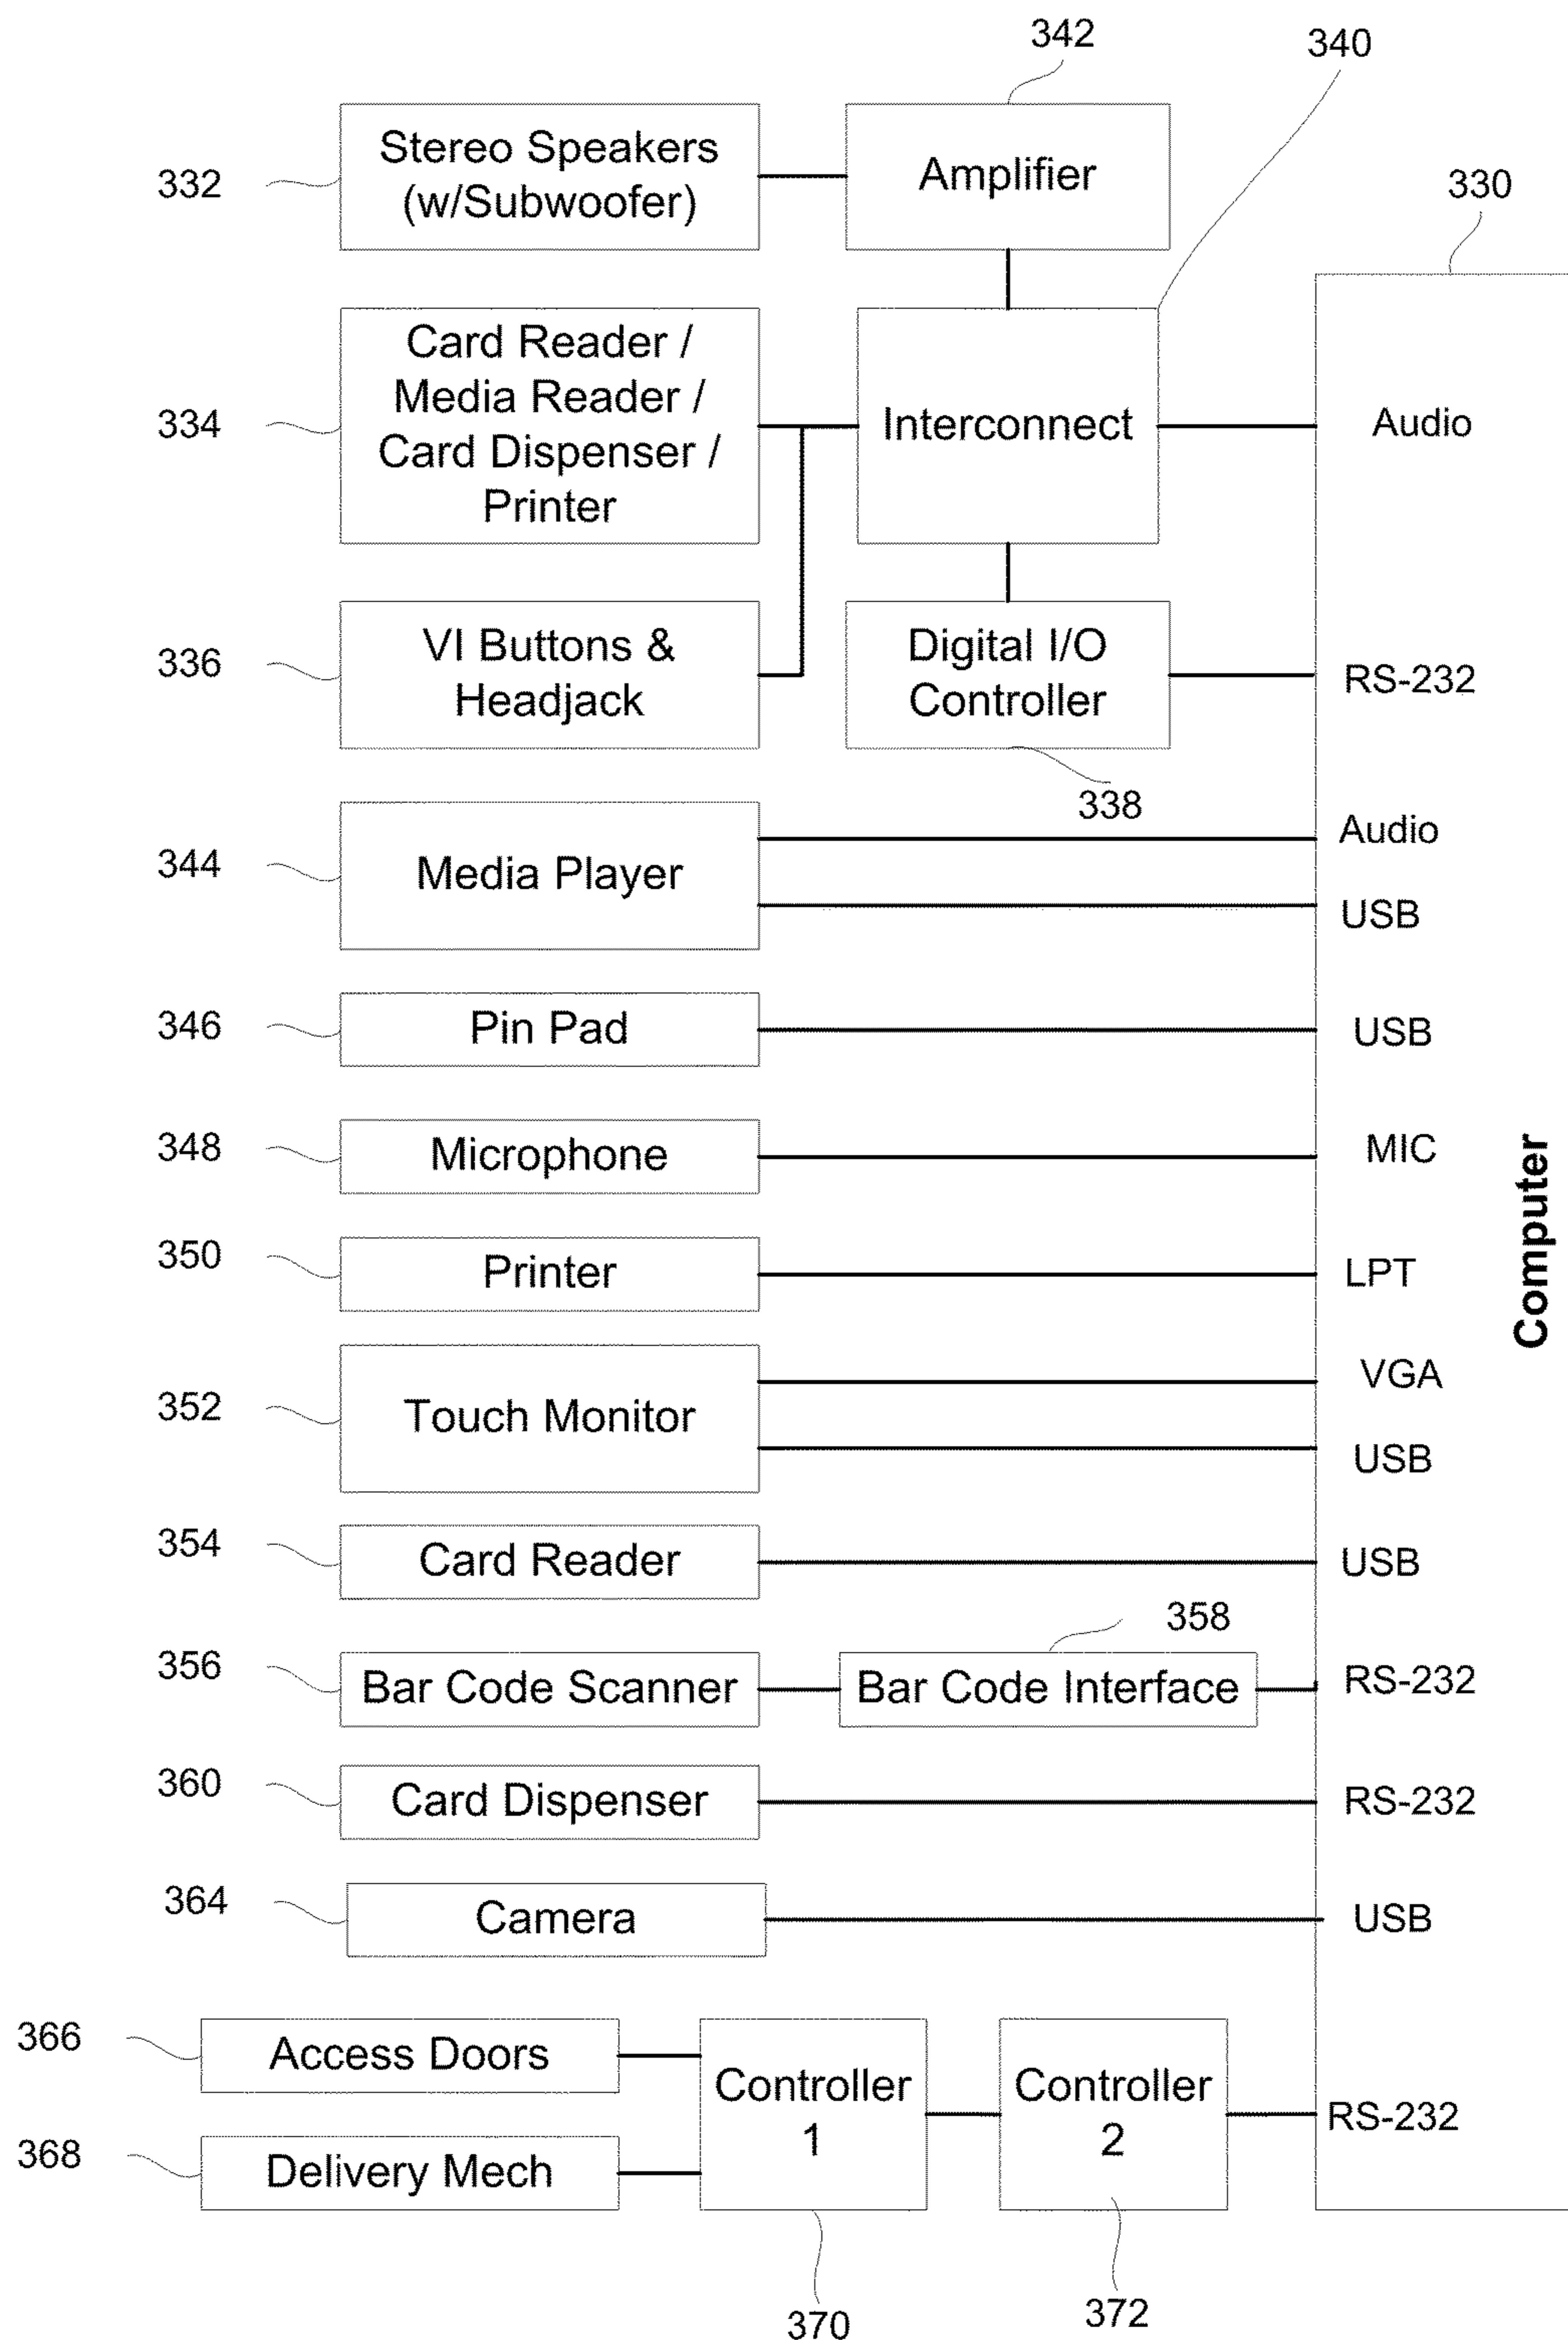 342
340
332
Stereo Speakers
(w/Subwoofer)
Amplifier
330
334
Card Reader /
Media Reader /
Card Dispenser /
Printer
Interconnect
Audio
336
VI Buttons &
Headjack
Digital I/O
Controller
RS-232
338
344
Media Player
Audio
USB
346
Pin Pad
USB
348
Microphone
MIC
Computer
350
Printer
LPT
352
Touch Monitor
VGA
USB
354
Card Reader
USB
358
356
Bar Code Scanner
Bar Code Interface
RS-232
360
Card Dispenser
RS-232
364
Camera
USB
366
Access Doors
368
Delivery Mech
Controller
1
Controller
2
RS-232
370
372